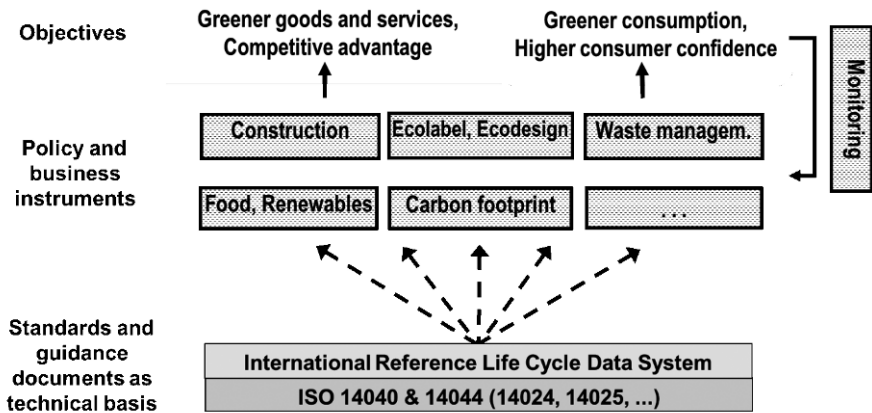 Objectives
Greener goods and services,
Competitive advantage
Greener consumption,
Higher consumer confidence
Monitoring
Policy and
business
instruments
Construction
Ecolabel, Ecodesign
Waste managem.
Food, Renewables
Carbon footprint
...
Standards and
guidance
documents as
technical basis
International Reference Life Cycle Data System
ISO 14040 & 14044 (14024, 14025, ...)